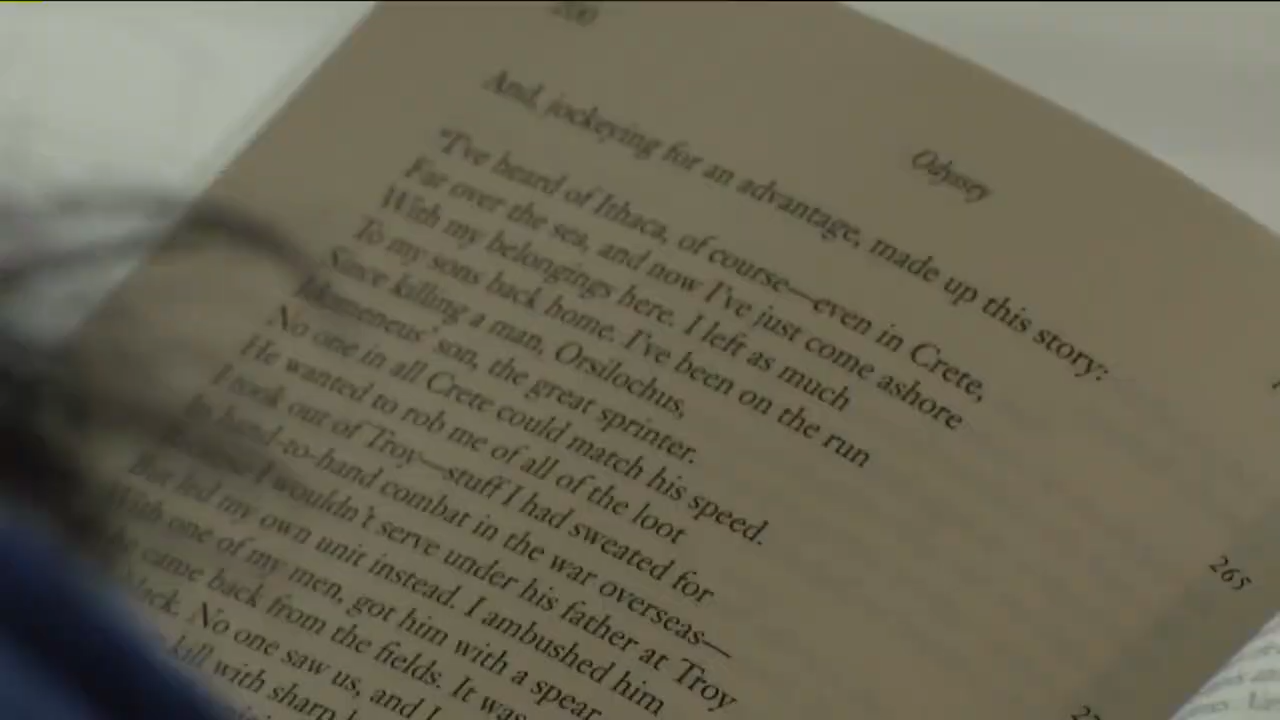 200
Odyssey
And, jockeying for an advantage, made up this story:
"I've heard of Ithaca, of course—even in Crete,
Far over the sea, and now I've just come ashore
With my belongings here. I left as much
To my sons back home. I've been on the run
Since killing a man, Orsilochus,
Idomeneus' son, the great sprinter.
No one in all Crete could match his speed.
He wanted to rob me of all of the loot
I took out of Troy—stuff I had sweated for
In hand-to-hand combat in the war overseas—
I wouldn't serve under his father at Troy
But led my own unit instead. I ambushed him
With one of my men, got him with a spear
he came back from the fields. It was
black. No one saw us, and I
kill with sharp
265